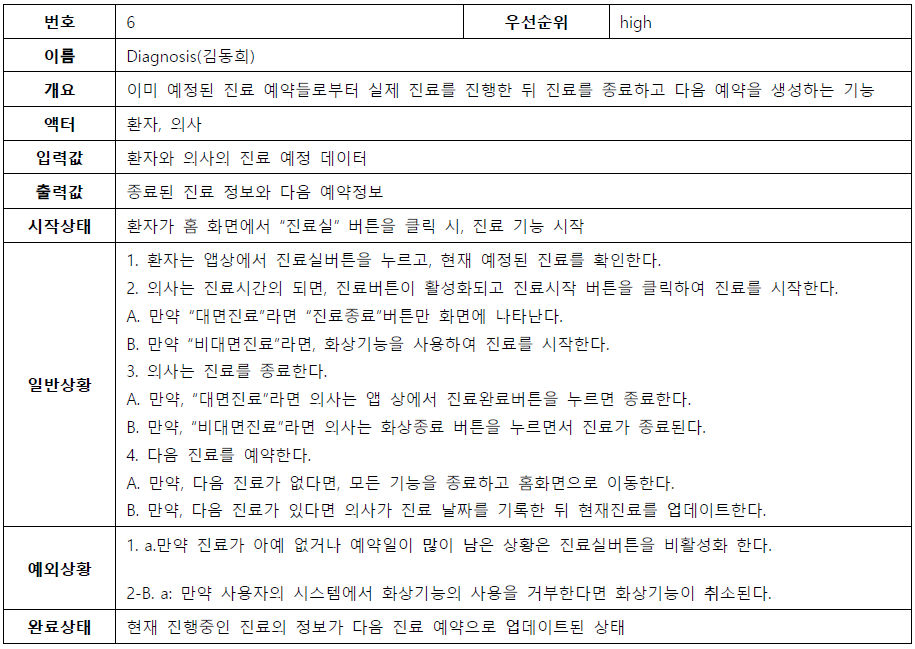 번호 6 우선순위 high
이름 Diagnosis(김동희)
개요 이미 예정된 진료 예약들로부터 실제 진료를 진행한 뒤 진료를 종료하고 다음 예약을 생성하는 기능
액터 환자, 의사
입력값 환자와 의사의 진료 예정 데이터
출력값 종료된 진료 정보와 다음 예약정보
시작상태 환자가 홈 화면에서 “진료실” 버튼을 클릭 시, 진료 기능 시작
일반상황
1. 환자는 앱상에서 진료실버튼을 누르고, 현재 예정된 진료를 확인한다.
2. 의사는 진료시간의 되면, 진료버튼이 활성화되고 진료시작 버튼을 클릭하여 진료를 시작한다.
A. 만약 “대면진료”라면 “진료종료”버튼만 화면에 나타난다.
B. 만약 “비대면진료”라면, 화상기능을 사용하여 진료를 시작한다.
3. 의사는 진료를 종료한다.
A. 만약, “대면진료”라면 의사는 앱 상에서 진료완료버튼을 누르면 종료한다.
B. 만약, “비대면진료”라면 의사는 화상종료 버튼을 누르면서 진료가 종료된다.
4. 다음 진료를 예약한다.
A. 만약, 다음 진료가 없다면, 모든 기능을 종료하고 홈화면으로 이동한다.
B. 만약, 다음 진료가 있다면 의사가 진료 날짜를 기록한 뒤 현재진료를 업데이트한다.
예외상황
1. a.만약 진료가 아예 없거나 예약일이 많이 남은 상황은 진료실버튼을 비활성화 한다.
2-B. a: 만약 사용자의 시스템에서 화상기능의 사용을 거부한다면 화상기능이 취소된다.
완료상태 현재 진행중인 진료의 정보가 다음 진료 예약으로 업데이트된 상태